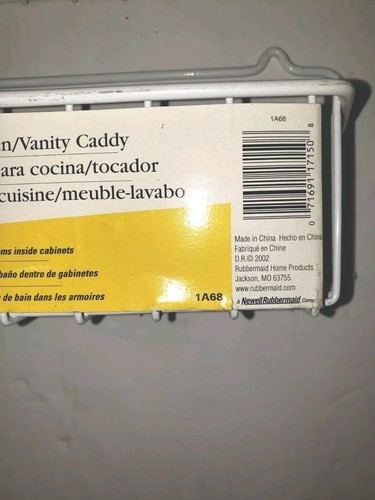 1A68
en/Vanity Caddy
para cocina/tocador
cuisine/meuble-lavabo
8
71691 17150
0
Made in China Hecho en China
Fabriqué en Chine
D.R.© 2002
Rubbermaid Home Products
Jackson, MO 63755
www.rubbermaid.com
A NewellRubbermaid Comp
ms inside cabinets
baño dentro de gabinetes
de bain dans les armoires
1A68